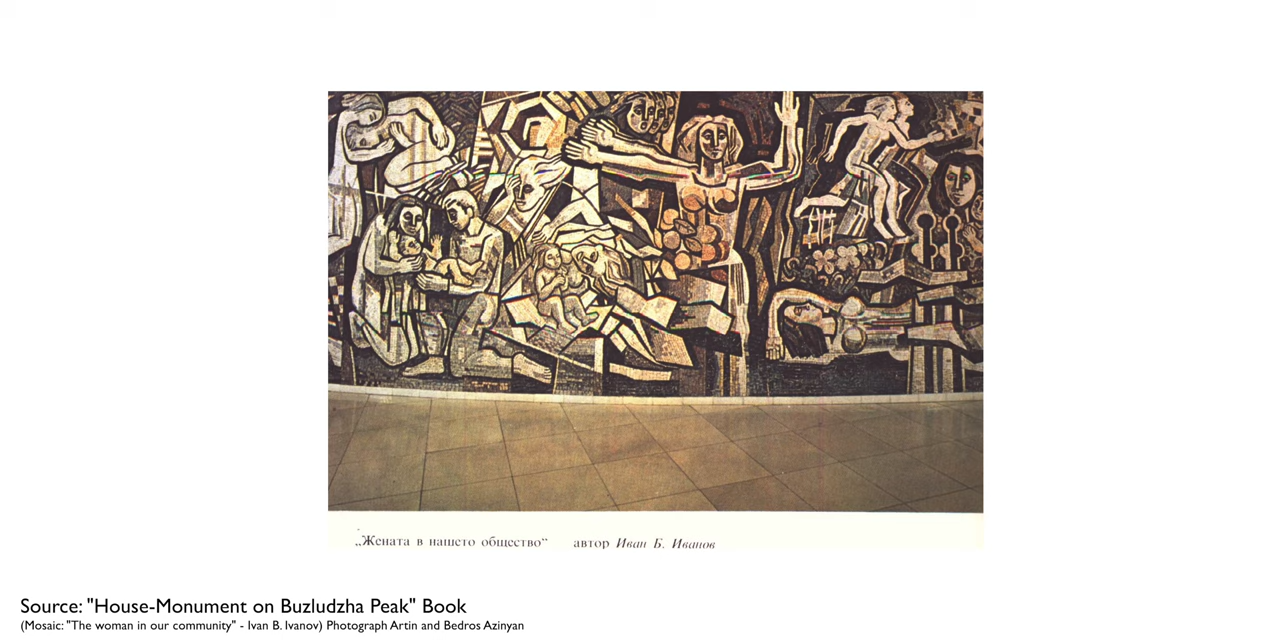 „Жената в нашето общество“ автор Иван Б. Иванов
Source: "House-Monument on Buzludzha Peak" Book
(Mosaic: "The woman in our community" - Ivan B. Ivanov) Photograph Artin and Bedros Azinyan